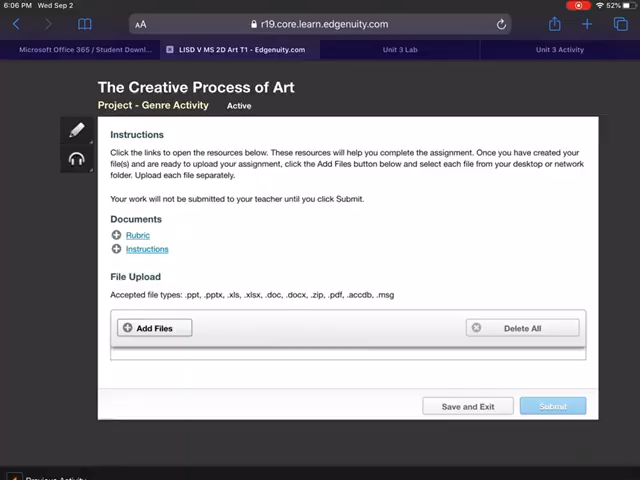 6:06 PM Wed Sep 2
52%
AA
r19.core.learn.edgenuity.com
Microsoft Office 365 / Student Downl...
LISD V MS 2D Art T1 - Edgenuity.com
Unit 3 Lab
Unit 3 Activity
The Creative Process of Art
Project - Genre Activity Active
Instructions
Click the links to open the resources below. These resources will help you complete the assignment. Once you have created your
file(s) and are ready to upload your assignment, click the Add Files button below and select each file from your desktop or network
folder. Upload each file separately.
Your work will not be submitted to your teacher until you click Submit.
Documents
Rubric
Instructions
File Upload
Accepted file types: .ppt, .pptx, .xls, .xlsx, .doc, .docx, .zip, .pdf, .accdb, .msg
Add Files
Delete All
Save and Exit
Submit
Previous Activity